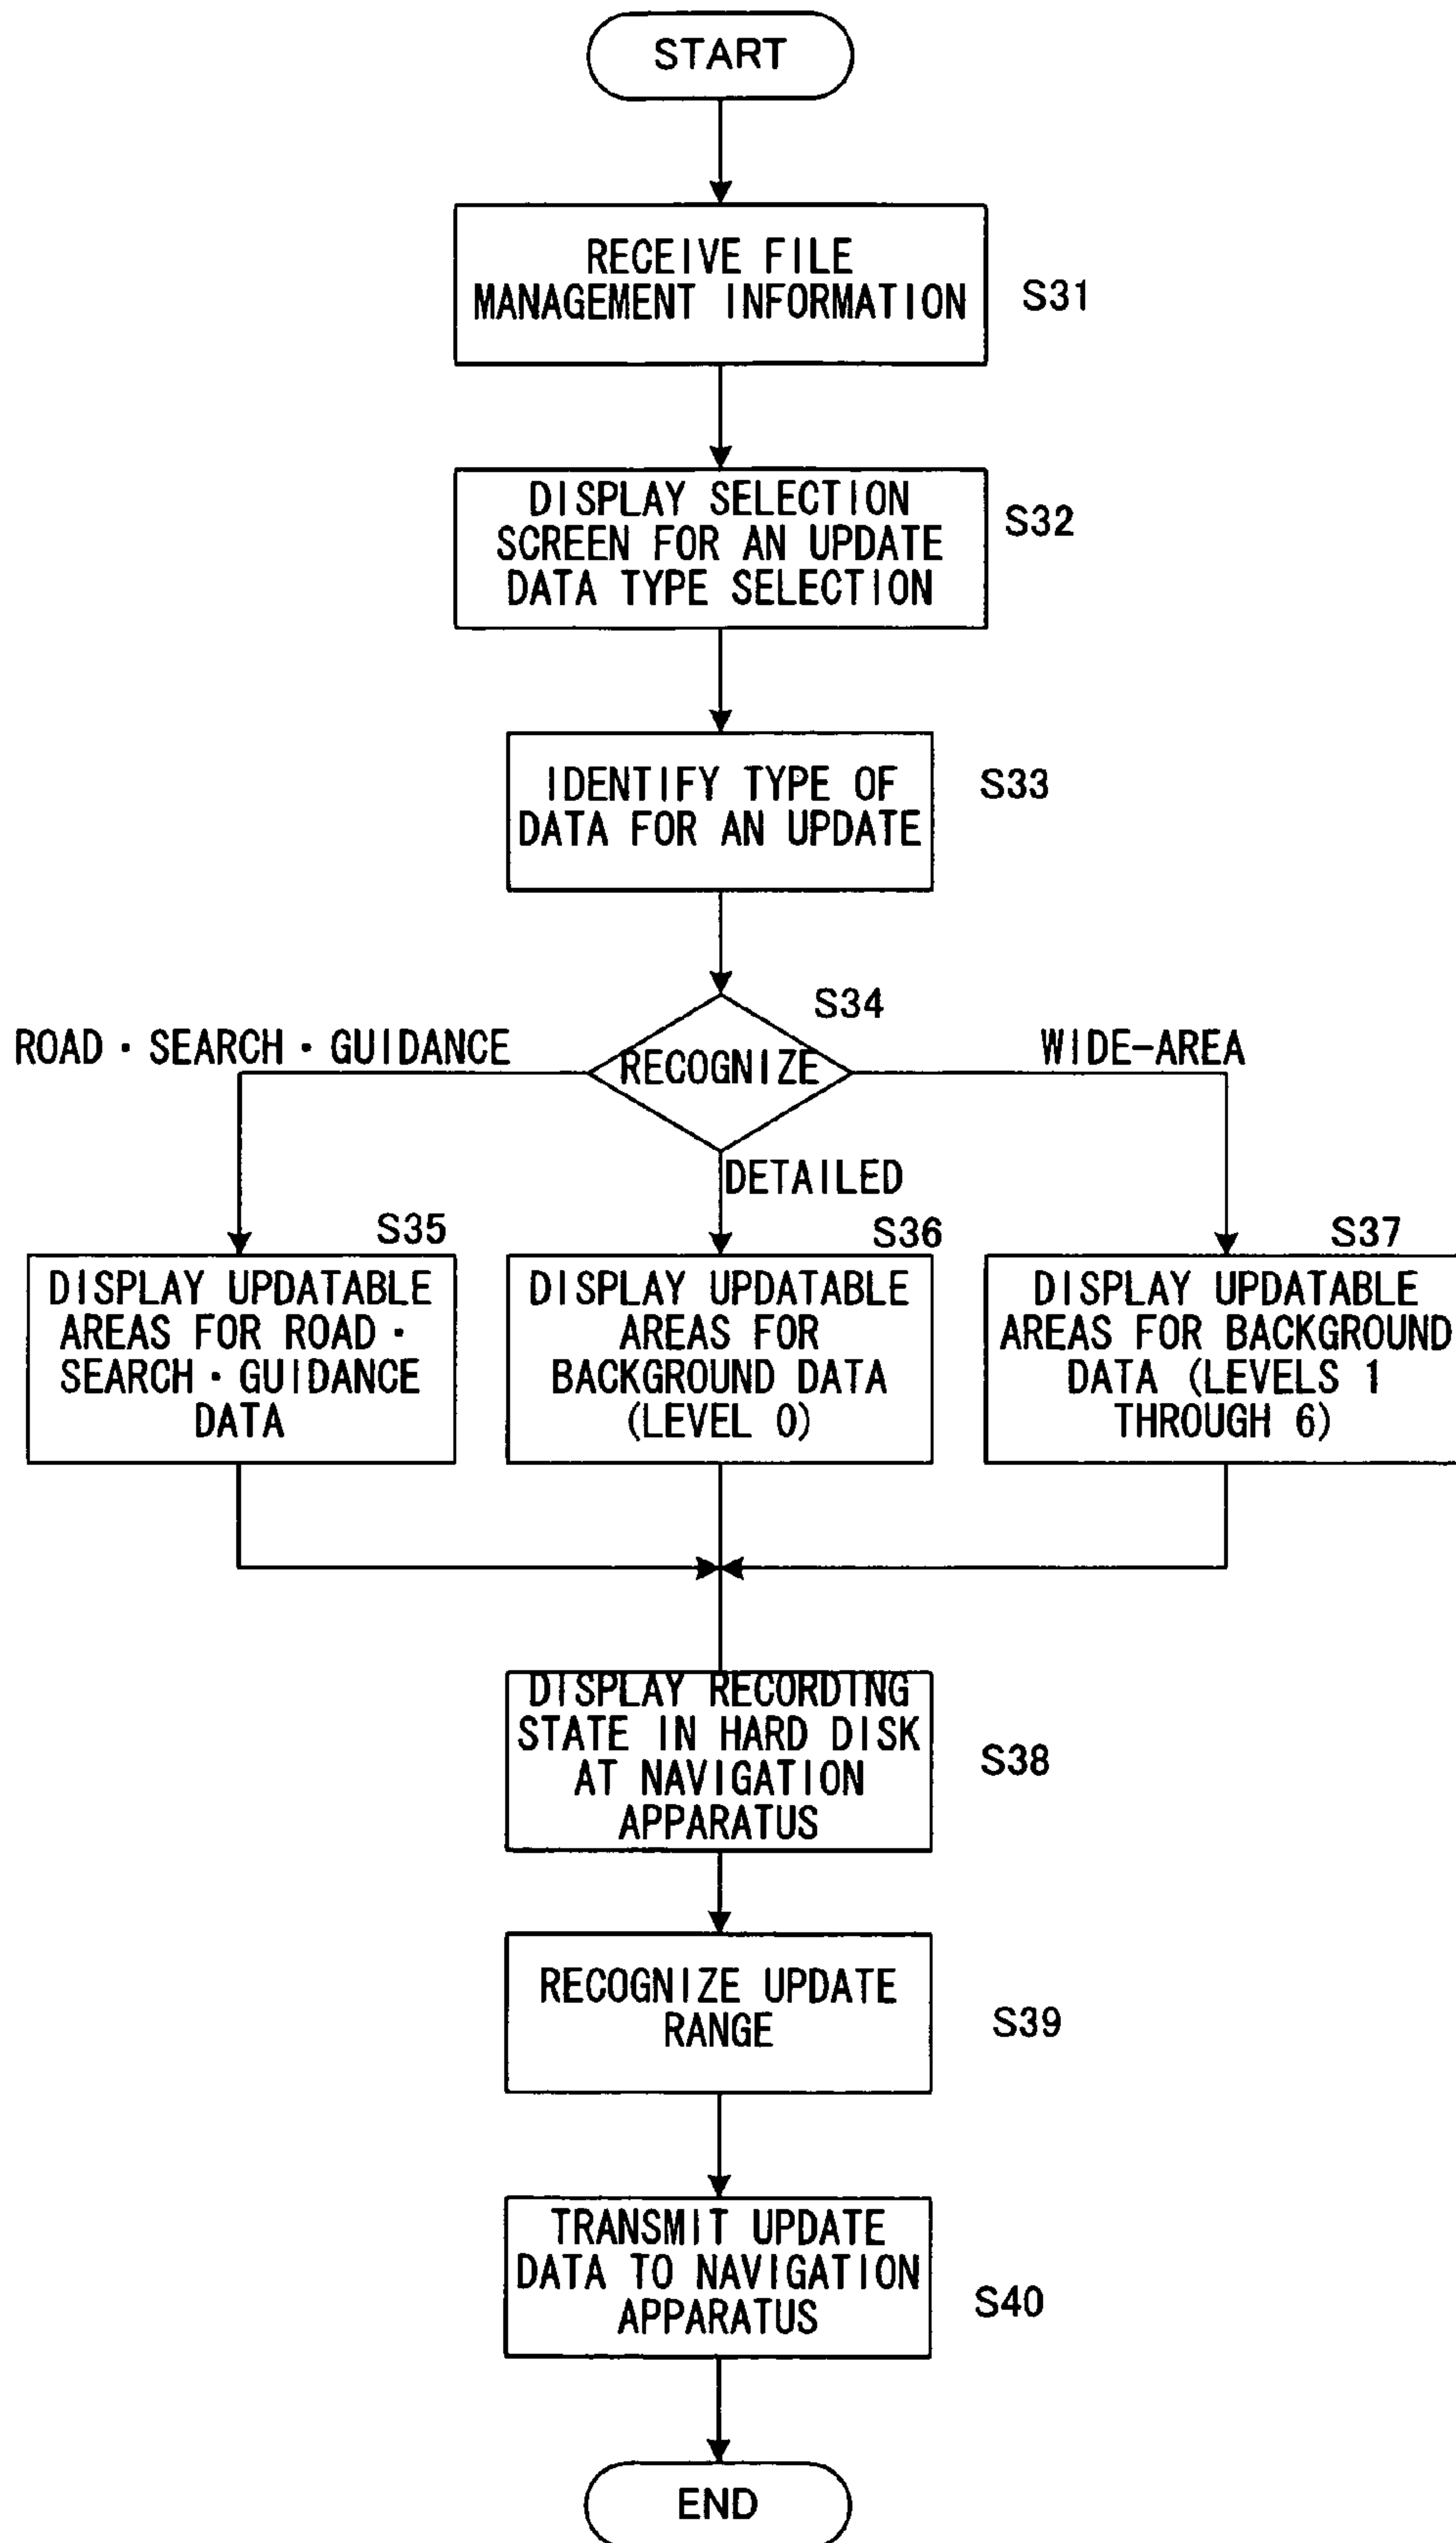 START
RECEIVE FILE
MANAGEMENT INFORMATION
S31
DISPLAY SELECTION
SCREEN FOR AN UPDATE
DATA TYPE SELECTION
S32
IDENTIFY TYPE OF
DATA FOR AN UPDATE
S33
S34
ROAD・SEARCH・GUIDANCE
RECOGNIZE
WIDE-AREA
DETAILED
S35
DISPLAY UPDATABLE
AREAS FOR ROAD・
SEARCH・GUIDANCE
DATA
S36
DISPLAY UPDATABLE
AREAS FOR
BACKGROUND DATA
(LEVEL 0)
S37
DISPLAY UPDATABLE
AREAS FOR BACKGROUND
DATA (LEVELS 1
THROUGH 6)
DISPLAY RECORDING
STATE IN HARD DISK
AT NAVIGATION
APPARATUS
S38
RECOGNIZE UPDATE
RANGE
S39
TRANSMIT UPDATE
DATA TO NAVIGATION
APPARATUS
S40
END